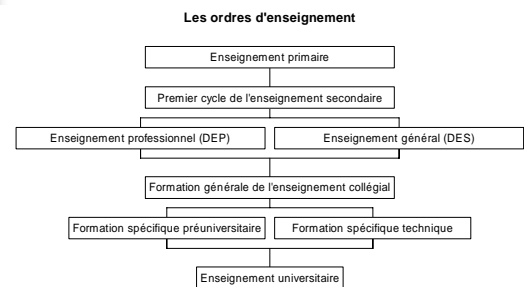 Les ordres d'enseignement
Enseignement primaire
Premier cycle de l'enseignement secondaire
Enseignement professionnel (DEP)
Enseignement général (DES)
Formation générale de l'enseignement collégial
Formation spécifique préuniversitaire
Formation spécifique technique
Enseignement universitaire